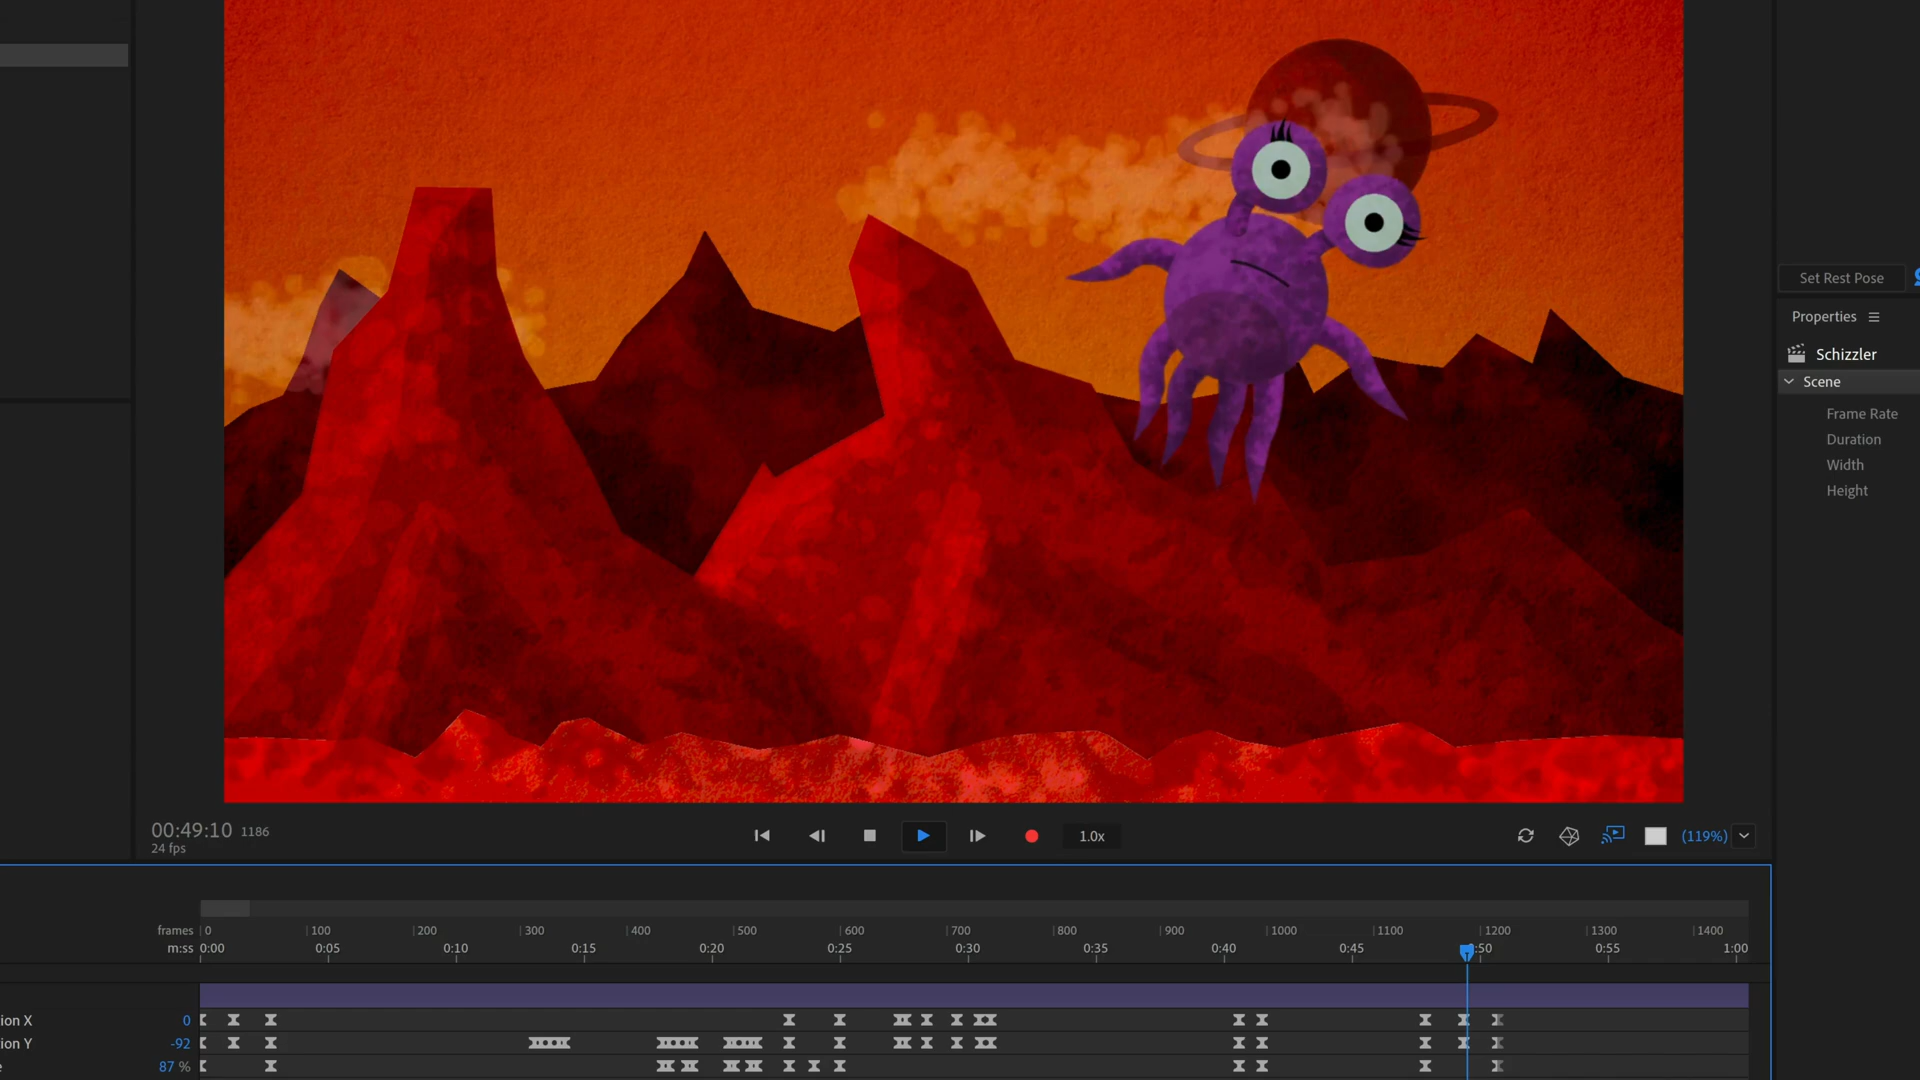 Set Rest Pose
Properties
Schizzler
Scene
Frame Rate
Duration
Width
Height
00:49:10 1186
24 fps
1.0x
(119%)
frames 0 100 200 300 400 500 600 700 800 900 1000 1100 1200 1300 1400
m:ss 0:00 0:05 0:10 0:15 0:20 0:25 0:30 0:35 0:40 0:45 :50 0:55 1:00
ion X 0
ion Y -92
e 87 %